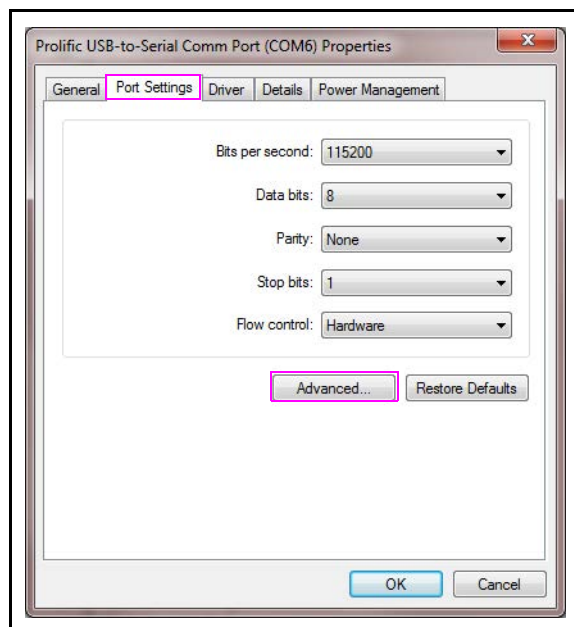 Prolific USB-to-Serial Comm Port (COM6) Properties
General Port Settings Driver Details Power Management
Bits per second: 115200
Data bits: 8
Parity: None
Stop bits: 1
Flow control: Hardware
Advanced... Restore Defaults
OK Cancel